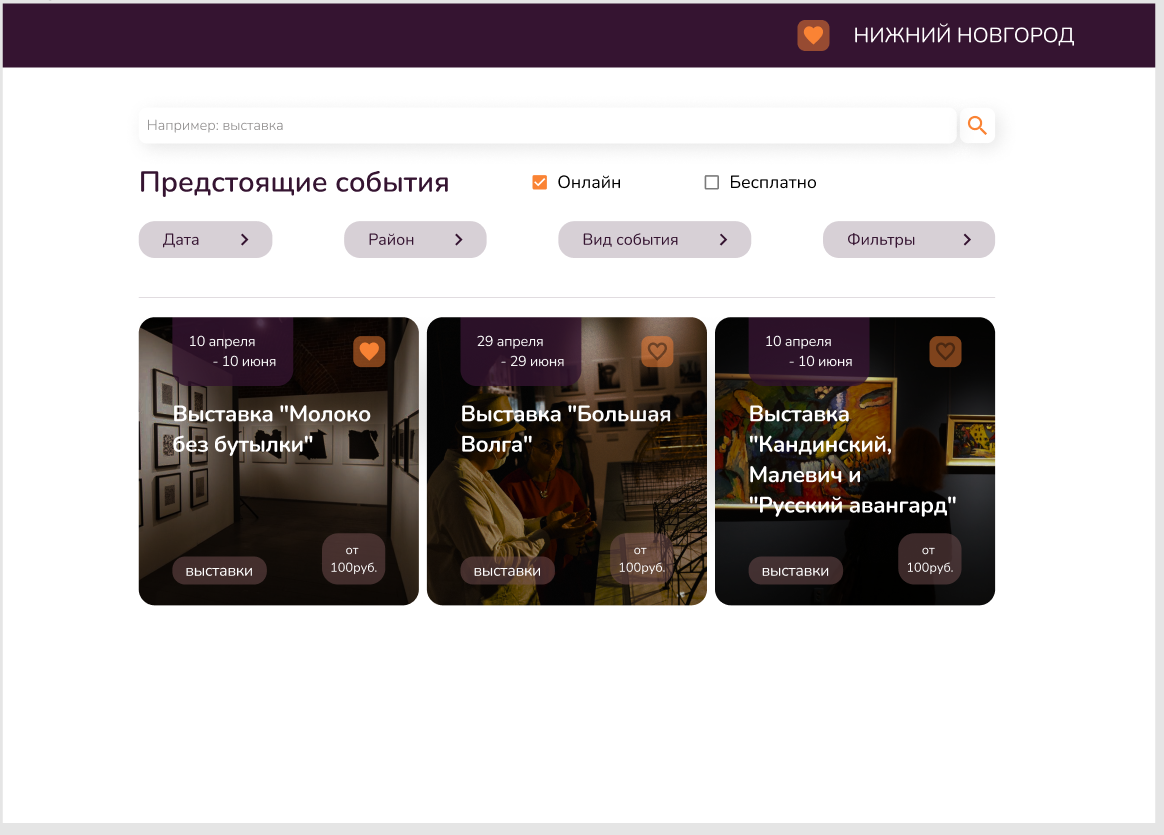 НИЖНИЙ НОВГОРОД
Например: выставка
Предстоящие события
Онлайн
Бесплатно
Дата
Район
Вид события
Фильтры
10 апреля
- 10 июня
Выставка "Молоко
без бутылки"
выставки
от
100руб.
29 апреля
- 29 июня
Выставка "Большая
Волга"
выставки
от
100руб.
10 апреля
- 10 июня
Выставка
"Кандинский,
Малевич и
"Русский авангард"
выставки
от
100руб.